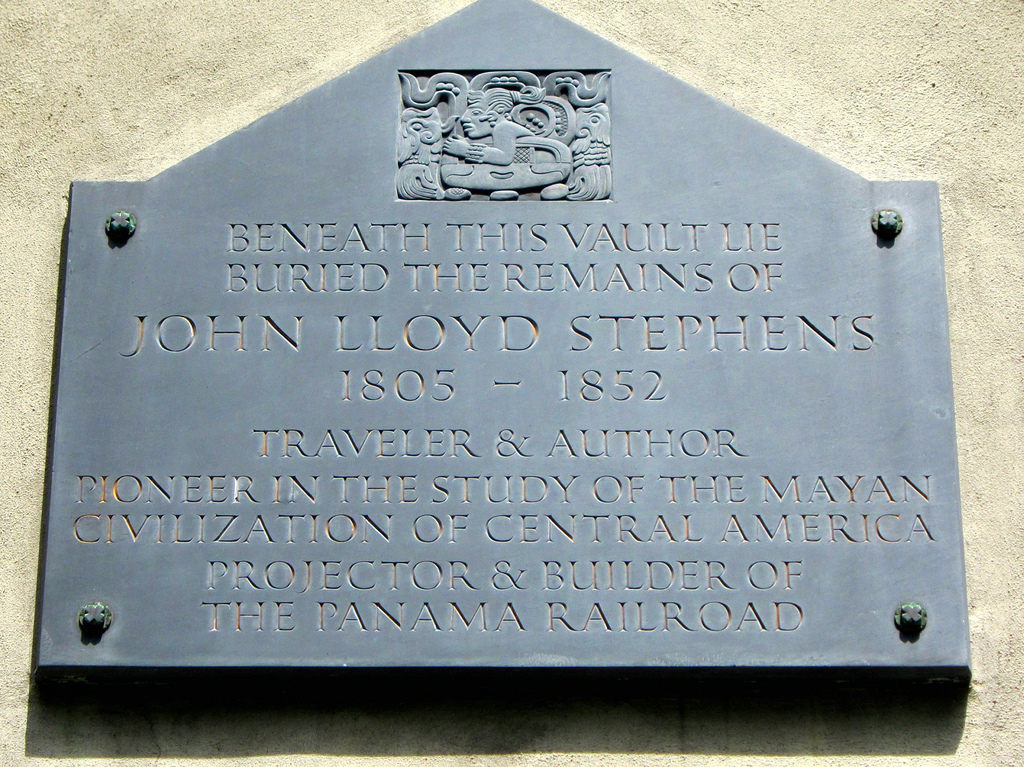 BENEATH THIS VAULT LIE
BURIED THE REMAINS OF
JOHN LLOYD STEPHENS
1805 – 1852
TRAVELER & AUTHOR
PIONEER IN THE STUDY OF THE MAYAN
CIVILIZATION OF CENTRAL AMERICA
PROJECTOR & BUILDER OF
THE PANAMA RAILROAD